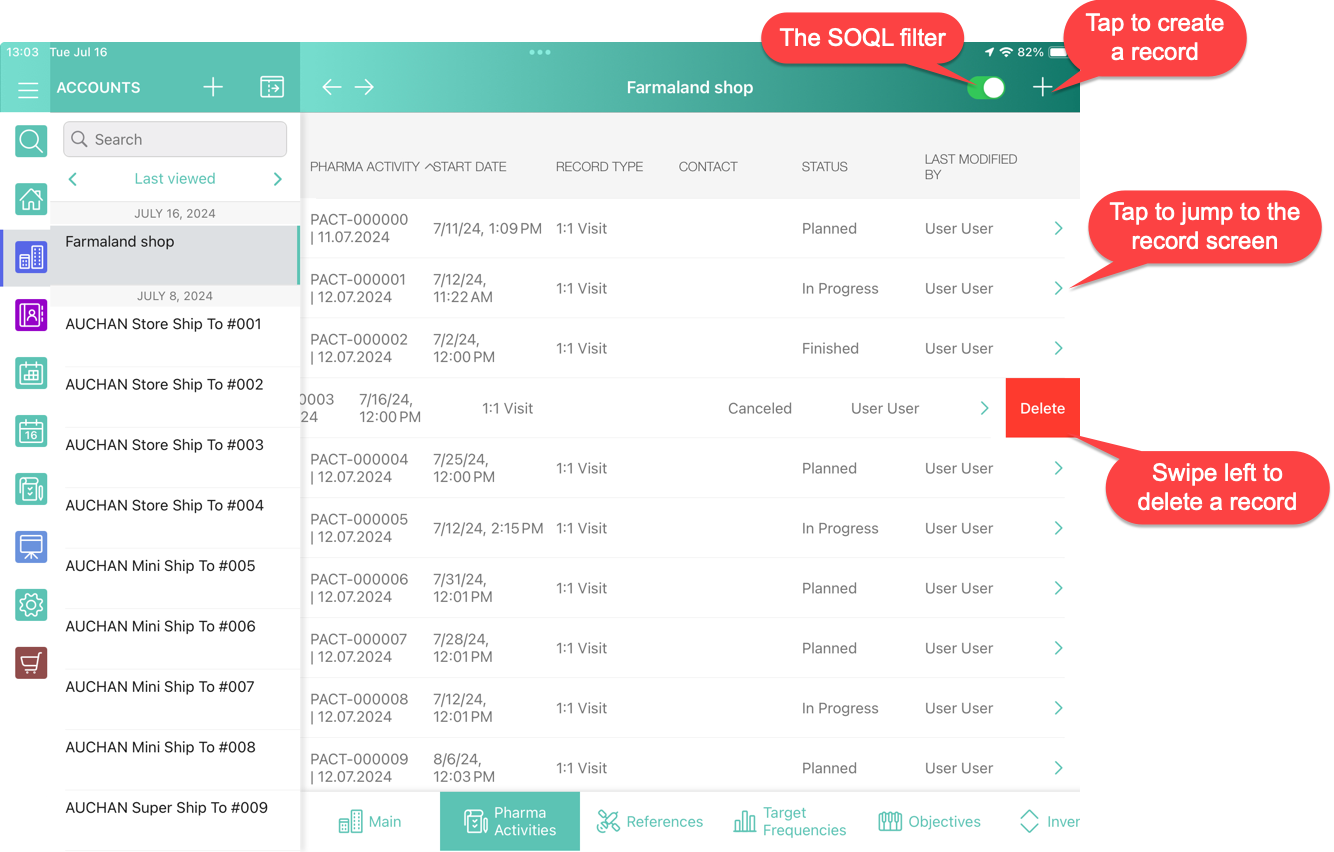 The SOQL filter
Tap to create
a record
13:03 Tue Jul 16
82%
ACCOUNTS
Farmaland shop
Search
Last viewed
JULY 16, 2024
Farmaland shop
JULY 8, 2024
AUCHAN Store Ship To #001
AUCHAN Store Ship To #002
AUCHAN Store Ship To #003
AUCHAN Store Ship To #004
AUCHAN Mini Ship To #005
AUCHAN Mini Ship To #006
AUCHAN Mini Ship To #007
AUCHAN Mini Ship To #008
AUCHAN Super Ship To #009
16
PHARMA ACTIVITY START DATE RECORD TYPE CONTACT STATUS LAST MODIFIED
BY
PACT-000000
| 11.07.2024
7/11/24, 1:09 PM 1:1 Visit Planned User User
PACT-000001
| 12.07.2024
7/12/24,
11:22 AM
1:1 Visit In Progress User User
Tap to jump to the
record screen
PACT-000002
| 12.07.2024
7/2/24,
12:00 PM
1:1 Visit Finished User User
0003
24
7/16/24,
12:00 PM
1:1 Visit Canceled User User Delete
Swipe left to
delete a record
PACT-000004
| 12.07.2024
7/25/24,
12:00 PM
1:1 Visit Planned User User
PACT-000005
| 12.07.2024
7/12/24, 2:15 PM 1:1 Visit In Progress User User
PACT-000006
| 12.07.2024
7/31/24,
12:01 PM
1:1 Visit Planned User User
PACT-000007
| 12.07.2024
7/28/24,
12:01 PM
1:1 Visit Planned User User
PACT-000008
| 12.07.2024
7/12/24,
12:01 PM
1:1 Visit In Progress User User
PACT-000009
| 12.07.2024
8/6/24,
12:03 PM
1:1 Visit Planned User User
Main
Pharma
Activities
References
Target
Frequencies
Objectives
Inver